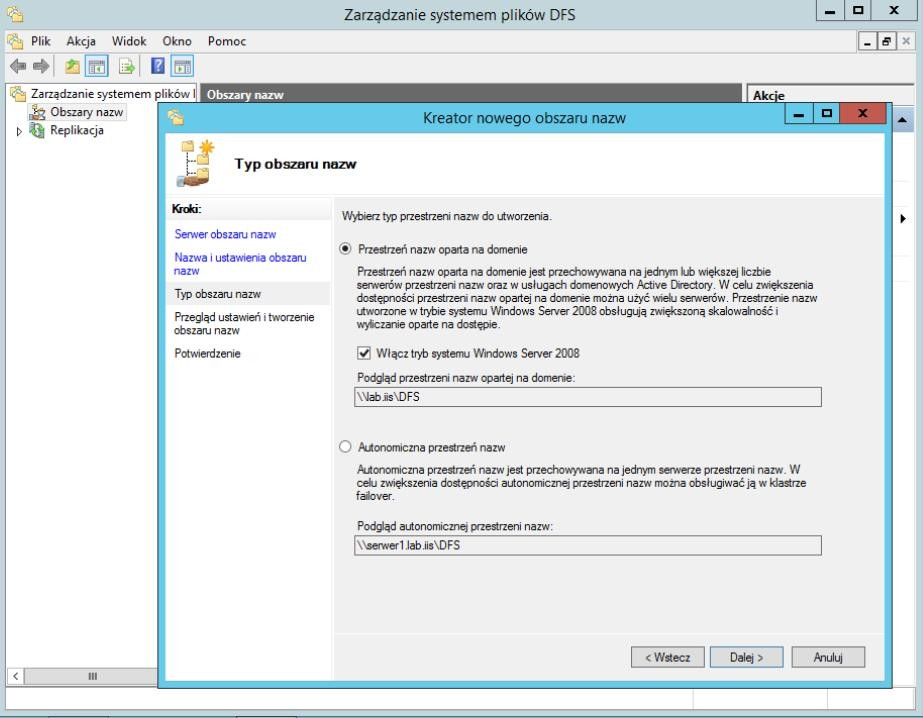 Zarządzanie systemem plików DFS
Plik Akcja Widok Okno Pomoc
Zarządzanie systemem plików
Obszary nazw
Replikacja
Obszary nazw
Akcje
Kreator nowego obszaru nazw
Typ obszaru nazw
Kroki:
Serwer obszaru nazw
Nazwa i ustawienia obszaru
nazw
Typ obszaru nazw
Przegląd ustawień i tworzenie
obszaru nazw
Potwierdzenie
Wybierz typ przestrzeni nazw do utworzenia.
Przestrzeń nazw oparta na domenie
Przestrzeń nazw oparta na domenie jest przechowywana na jednym lub większej liczbie
serwerów przestrzeni nazw oraz w usługach domenowych Active Directory. W celu zwiększenia
dostępności przestrzeni nazw opartej na domenie można użyć wielu serwerów. Przestrzenie nazw
utworzone w trybie systemu Windows Server 2008 obsługują zwiększoną skalowalność i
wyliczanie oparte na dostępie.
Włącz tryb systemu Windows Server 2008
Podgląd przestrzeni nazw opartej na domenie:
\\lab.iis\DFS
Autonomiczna przestrzeń nazw
Autonomiczna przestrzeń nazw jest przechowywana na jednym serwerze przestrzeni nazw. W
celu zwiększenia dostępności autonomicznej przestrzeni nazw można obsługiwać ją w klastrze
failover.
Podgląd autonomicznej przestrzeni nazw:
\\serwer1.lab.iis\DFS
< Wstecz Dalej > Anuluj